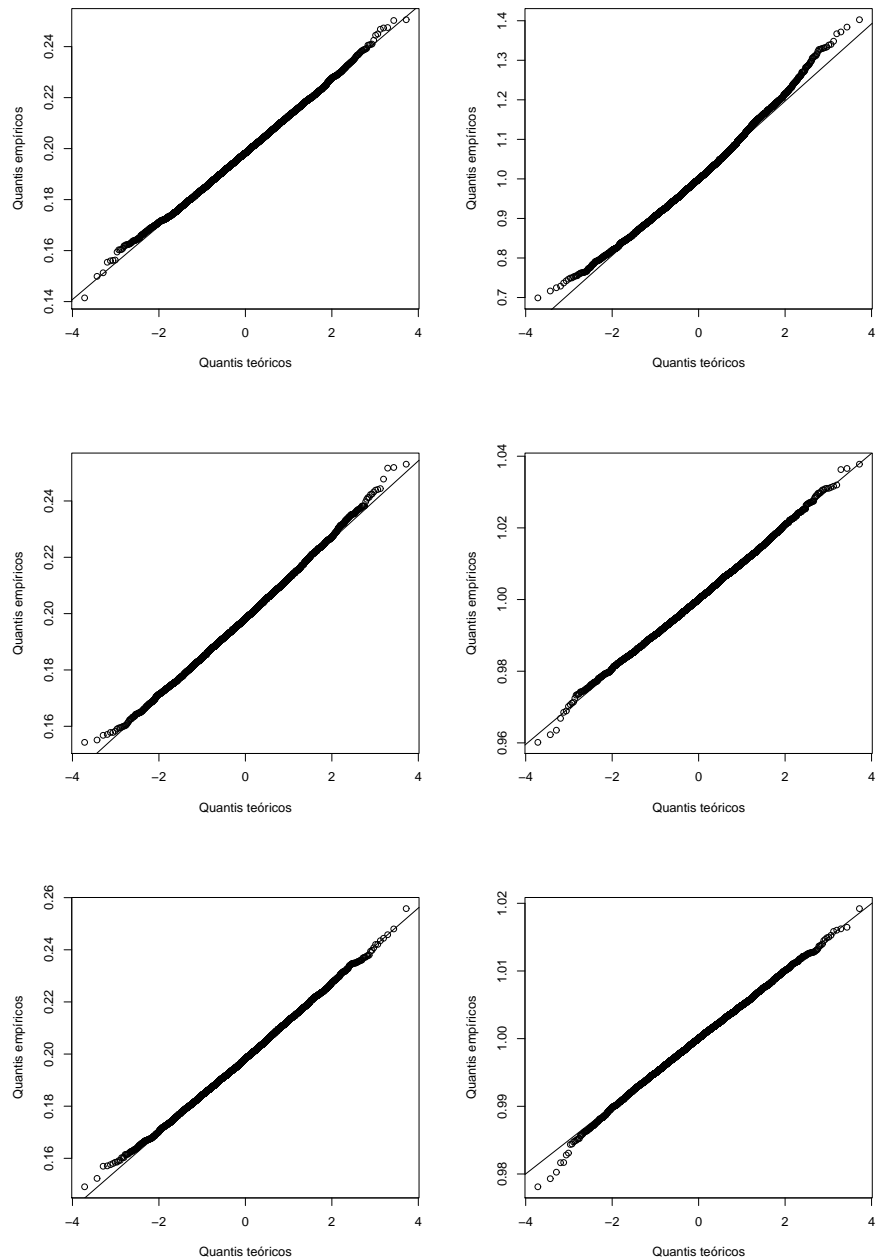 0.14 0.16 0.18 0.20 0.22 0.24
Quantis empíricos
−4 −2 0 2 4
Quantis teóricos
0.7 0.8 0.9 1.0 1.1 1.2 1.3 1.4
Quantis empíricos
−4 −2 0 2 4
Quantis teóricos
0.16 0.18 0.20 0.22 0.24
Quantis empíricos
−4 −2 0 2 4
Quantis teóricos
0.96 0.98 1.00 1.02 1.04
Quantis empíricos
−4 −2 0 2 4
Quantis teóricos
0.16 0.18 0.20 0.22 0.24 0.26
Quantis empíricos
−4 −2 0 2 4
Quantis teóricos
0.98 0.99 1.00 1.01 1.02
Quantis empíricos
−4 −2 0 2 4
Quantis teóricos